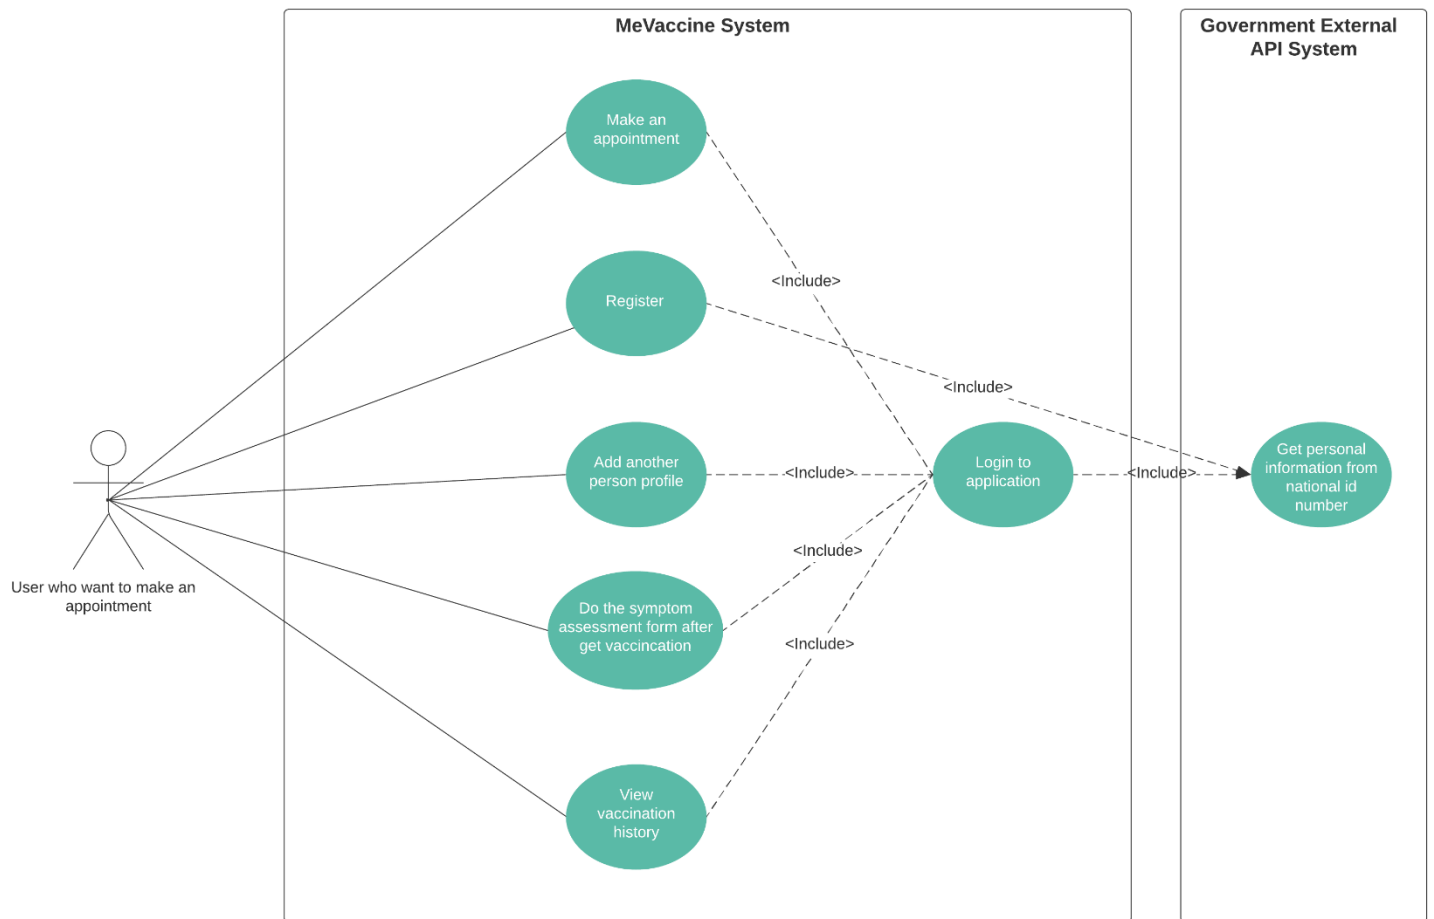 MeVaccine System
Government External
API System
Make an
appointment
<Include>
Register
<Include>
Add another
person profile
<Include>
Login to
application
<Include>
Get personal
information from
national id
number
<Include>
User who want to make an
appointment
Do the symptom
assessment form after
get vaccincation
<Include>
View
vaccination
history